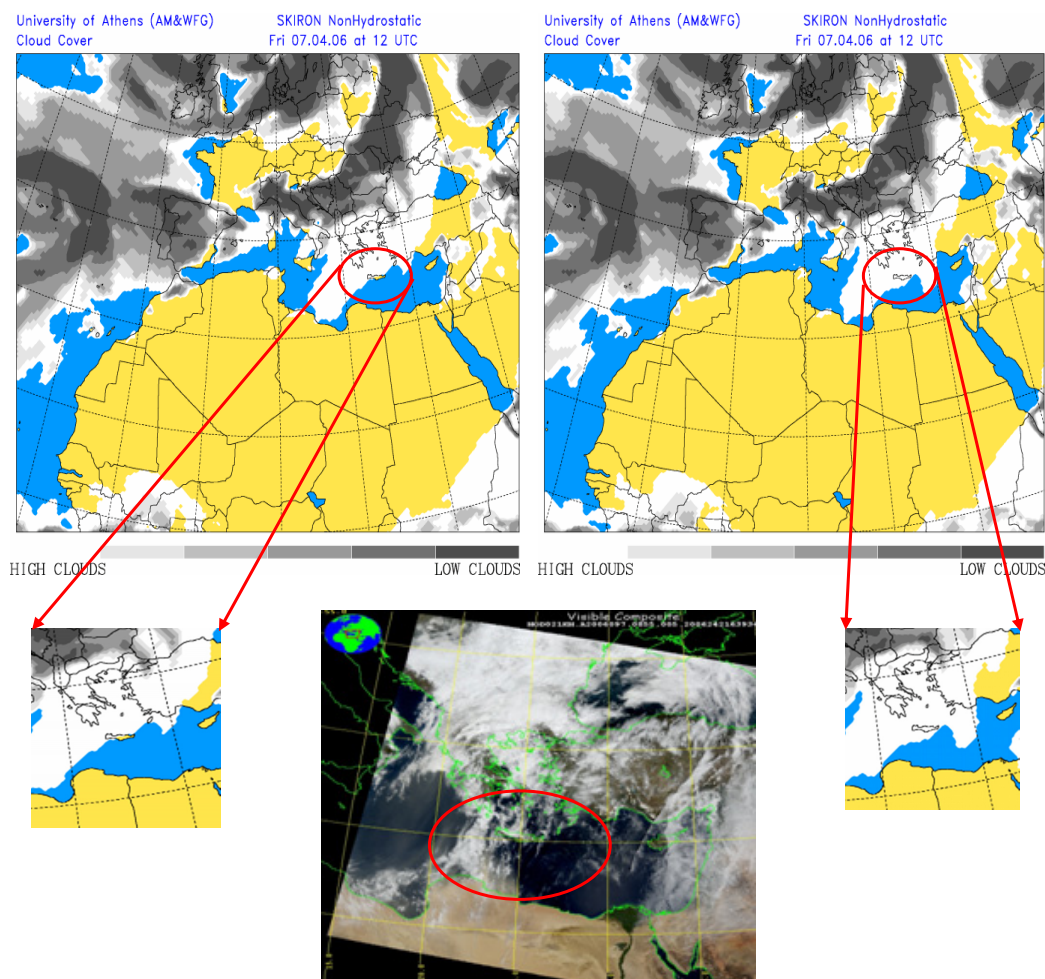 University of Athens (AM&WFG) SKIRON NonHydrostatic
Cloud Cover Fri 07.04.06 at 12 UTC
HIGH CLOUDS LOW CLOUDS
University of Athens (AM&WFG) SKIRON NonHydrostatic
Cloud Cover Fri 07.04.06 at 12 UTC
HIGH CLOUDS LOW CLOUDS
Visible Composite